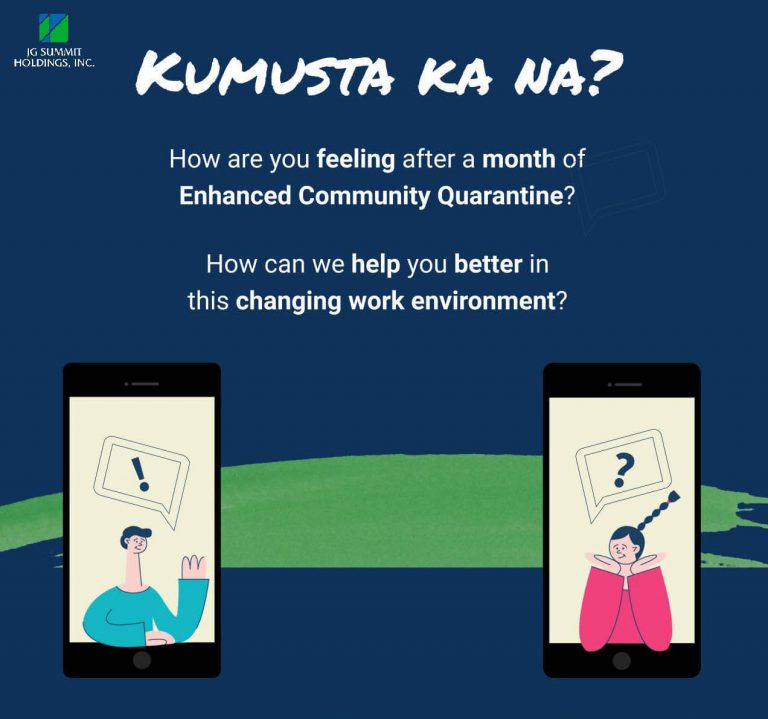 JG SUMMIT
HOLDINGS, INC.
KUMUSTA KA NA?
How are you feeling after a month of
Enhanced Community Quarantine?
How can we help you better in
this changing work environment?
!
?